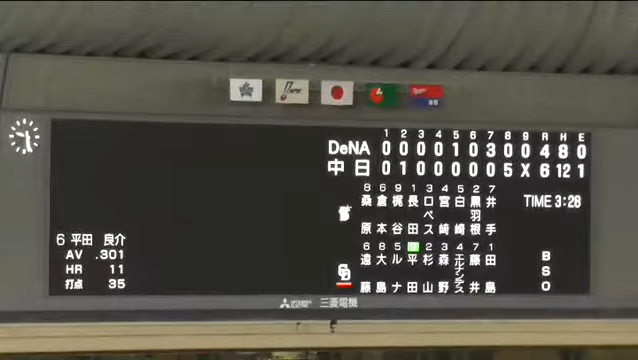 1 2 3 4 5 6 7 8 9 R H E
DeNA 0 0 0 0 1 0 3 0 0 4 8 0
中日 0 1 0 0 0 0 0 5 X 6 12 1
TIME 3:28
8 6 9 1 3 4 5 2 7
桑原 倉本 梶谷 長田 ロペス 宮崎 白崎 黒羽根 井手
6 8 5 9 2 3 4 7 1
遠藤 大島 ルナ 平田 杉山 森野 エルナンデス 藤井 田島
6 平田 良介
AV .301
HR 11
打点 35
B
S
O
MITSUBISHI ELECTRIC 三菱電機